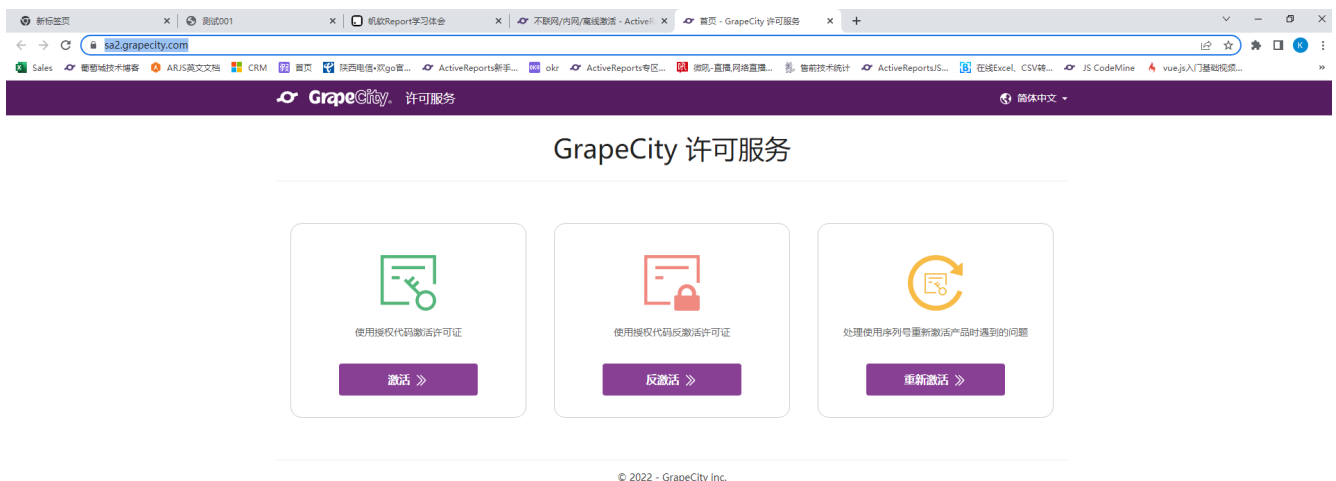 新标签页
测试001
帆软Report学习体会
不联网/内网/离线激活 - ActiveR
首页 - GrapeCity 许可服务
sa2.grapecity.com
Sales
葡萄城技术博客
ARJS英文文档
CRM
首页
陕西电信•欢go官...
ActiveReports新手...
okr
ActiveReports专区...
微吼-直播,网络直播...
售前技术统计
ActiveReportsJS...
在线Excel，CSV转...
JS CodeMine
vue.js入门基础视频...
GrapeCity. 许可服务
简体中文
GrapeCity 许可服务
使用授权代码激活许可证
使用授权代码反激活许可证
处理使用序列号重新激活产品时遇到的问题
激活
反激活
重新激活
© 2022 - GrapeCity inc.